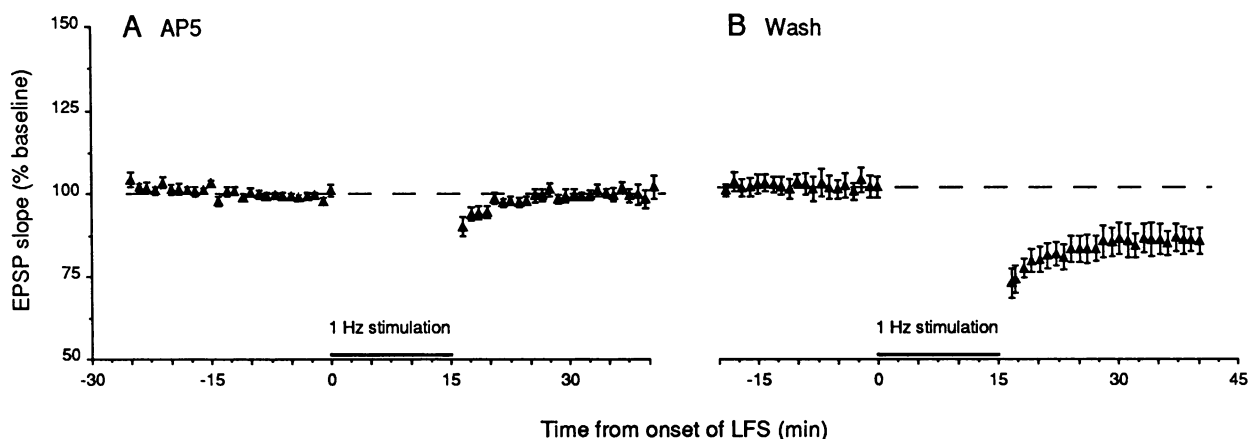 A AP5
B Wash
EPSP slope (% baseline)
150
125
100
75
50
1 Hz stimulation
1 Hz stimulation
-30 -15 0 15 30
-15 0 15 30 45
Time from onset of LFS (min)